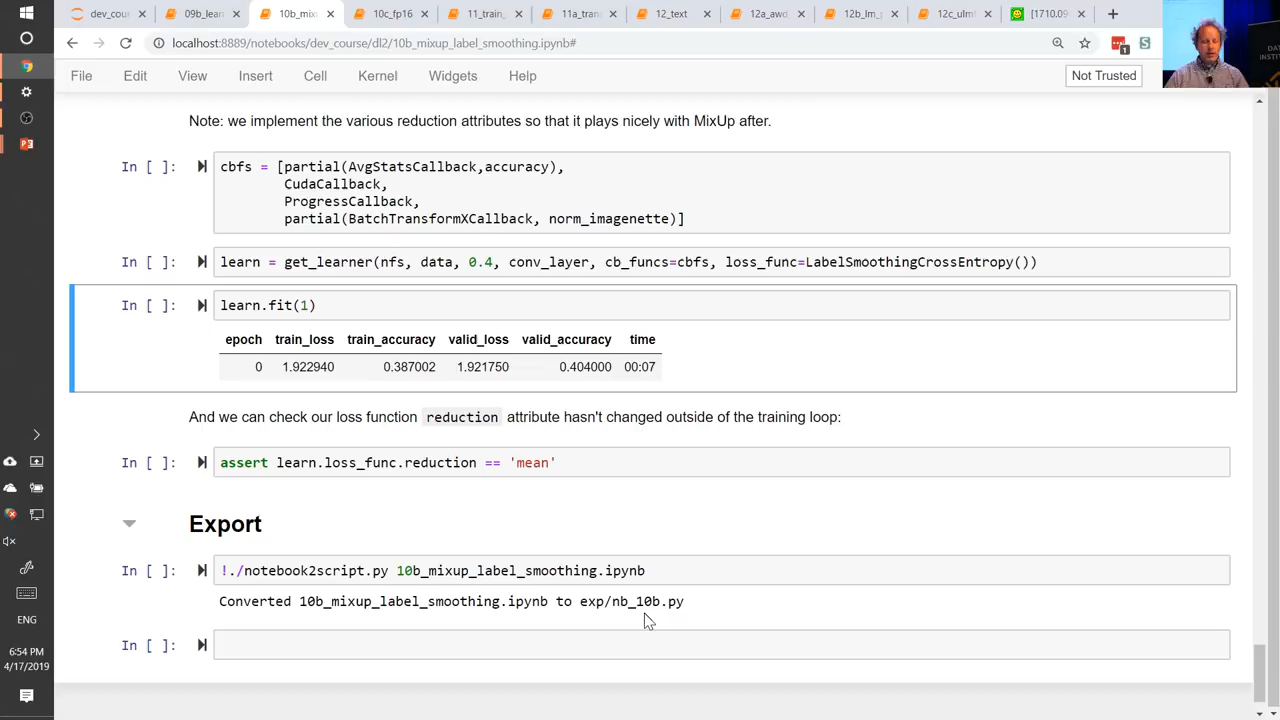 dev_cou
09b_lean
10b_mix
10c_fp16
11_train
11a_trans
12_text
12a_awd
12b_lm_j
12c_ulmf
[1710.09
localhost:8889/notebooks/dev_course/dl2/10b_mixup_label_smoothing.ipynb#
1
S
File Edit View Insert Cell Kernel Widgets Help
Not Trusted
Note: we implement the various reduction attributes so that it plays nicely with MixUp after.
In [ ]: cbfs = [partial(AvgStatsCallback,accuracy),
CudaCallback,
ProgressCallback,
partial(BatchTransformXCallback, norm_imagenette)]
In [ ]: learn = get_learner(nfs, data, 0.4, conv_layer, cb_funcs=cbfs, loss_func=LabelSmoothingCrossEntropy())
In [ ]: learn.fit(1)
epoch train_loss train_accuracy valid_loss valid_accuracy time
0 1.922940 0.387002 1.921750 0.404000 00:07
And we can check our loss function reduction attribute hasn't changed outside of the training loop:
In [ ]: assert learn.loss_func.reduction == 'mean'
Export
In [ ]: !./notebook2script.py 10b_mixup_label_smoothing.ipynb
Converted 10b_mixup_label_smoothing.ipynb to exp/nb_10b.py
In [ ]:
ENG
6:54 PM
4/17/2019